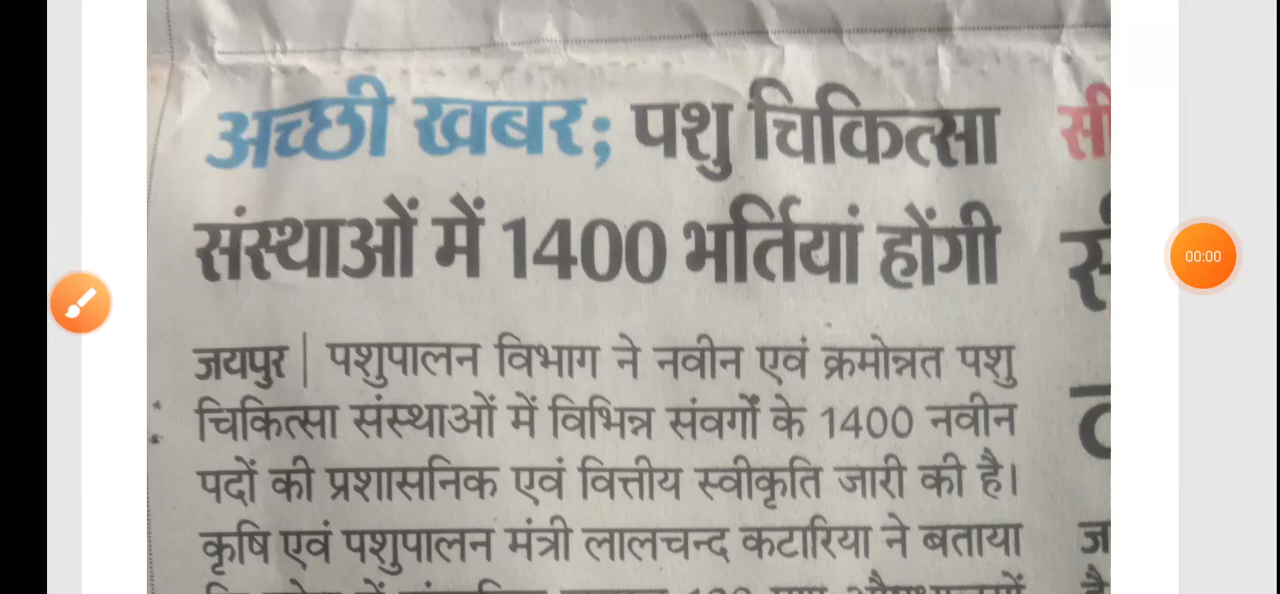 अच्छी खबर; पशु चिकित्सा
संस्थाओं में 1400 भर्तियां होंगी
जयपुर | पशुपालन विभाग ने नवीन एवं क्रमोन्नत पशु
चिकित्सा संस्थाओं में विभिन्न संवर्गों के 1400 नवीन
पदों की प्रशासनिक एवं वित्तीय स्वीकृति जारी की है।
कृषि एवं पशुपालन मंत्री लालचन्द कटारिया ने बताया
सी
ज
है
00:00